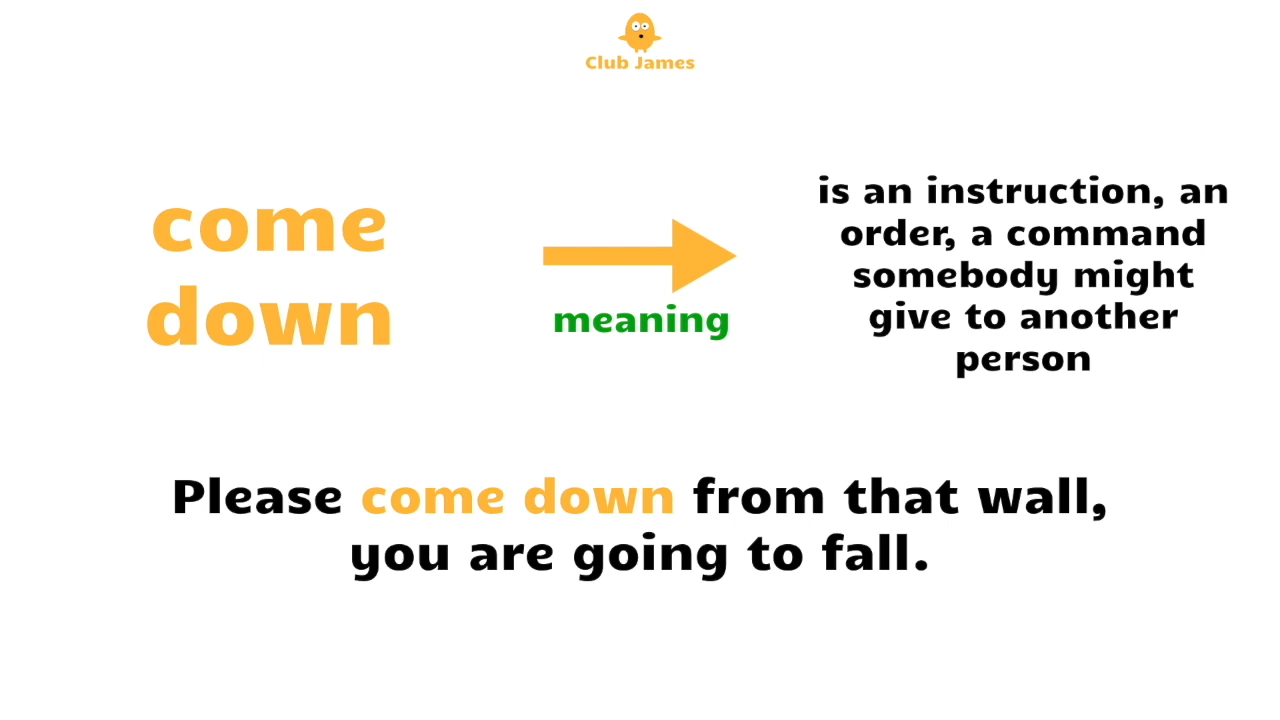 Club James
come
down
meaning
is an instruction, an
order, a command
somebody might
give to another
person
Please come down from that wall,
you are going to fall.